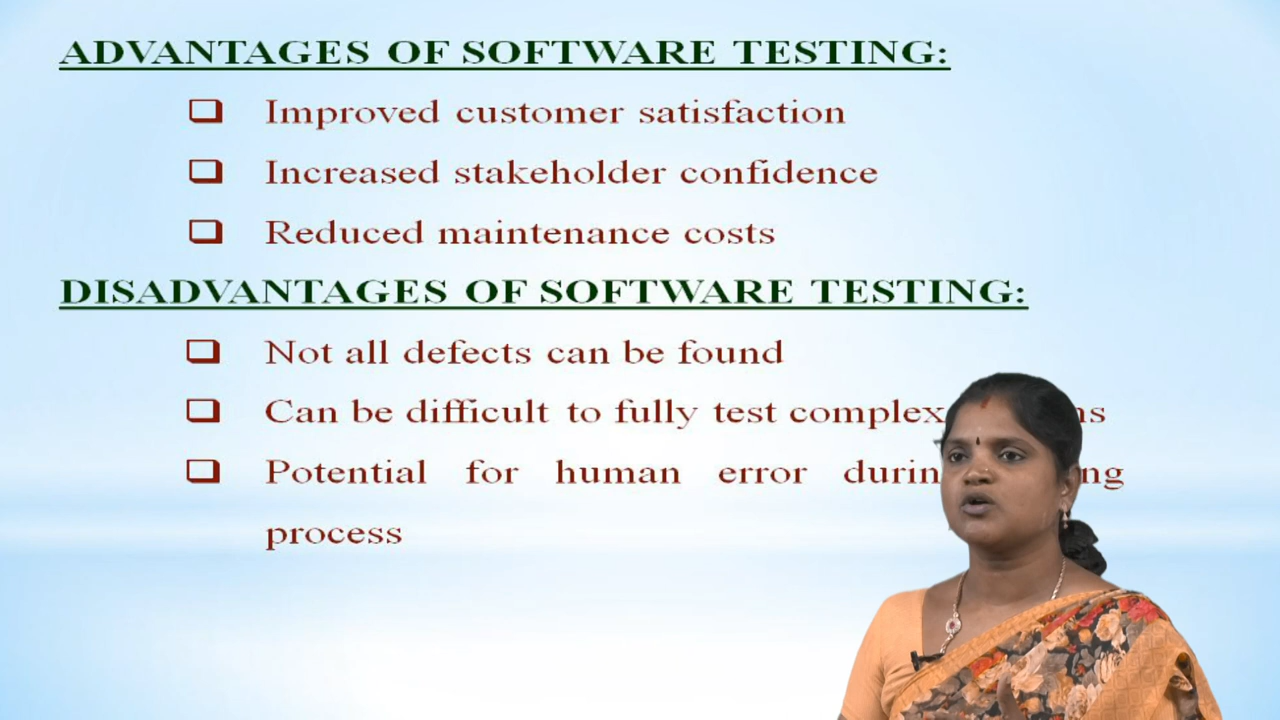 ADVANTAGES OF SOFTWARE TESTING:
Improved customer satisfaction
Increased stakeholder confidence
Reduced maintenance costs
DISADVANTAGES OF SOFTWARE TESTING:
Not all defects can be found
Can be difficult to fully test complex
Potential for human error
process